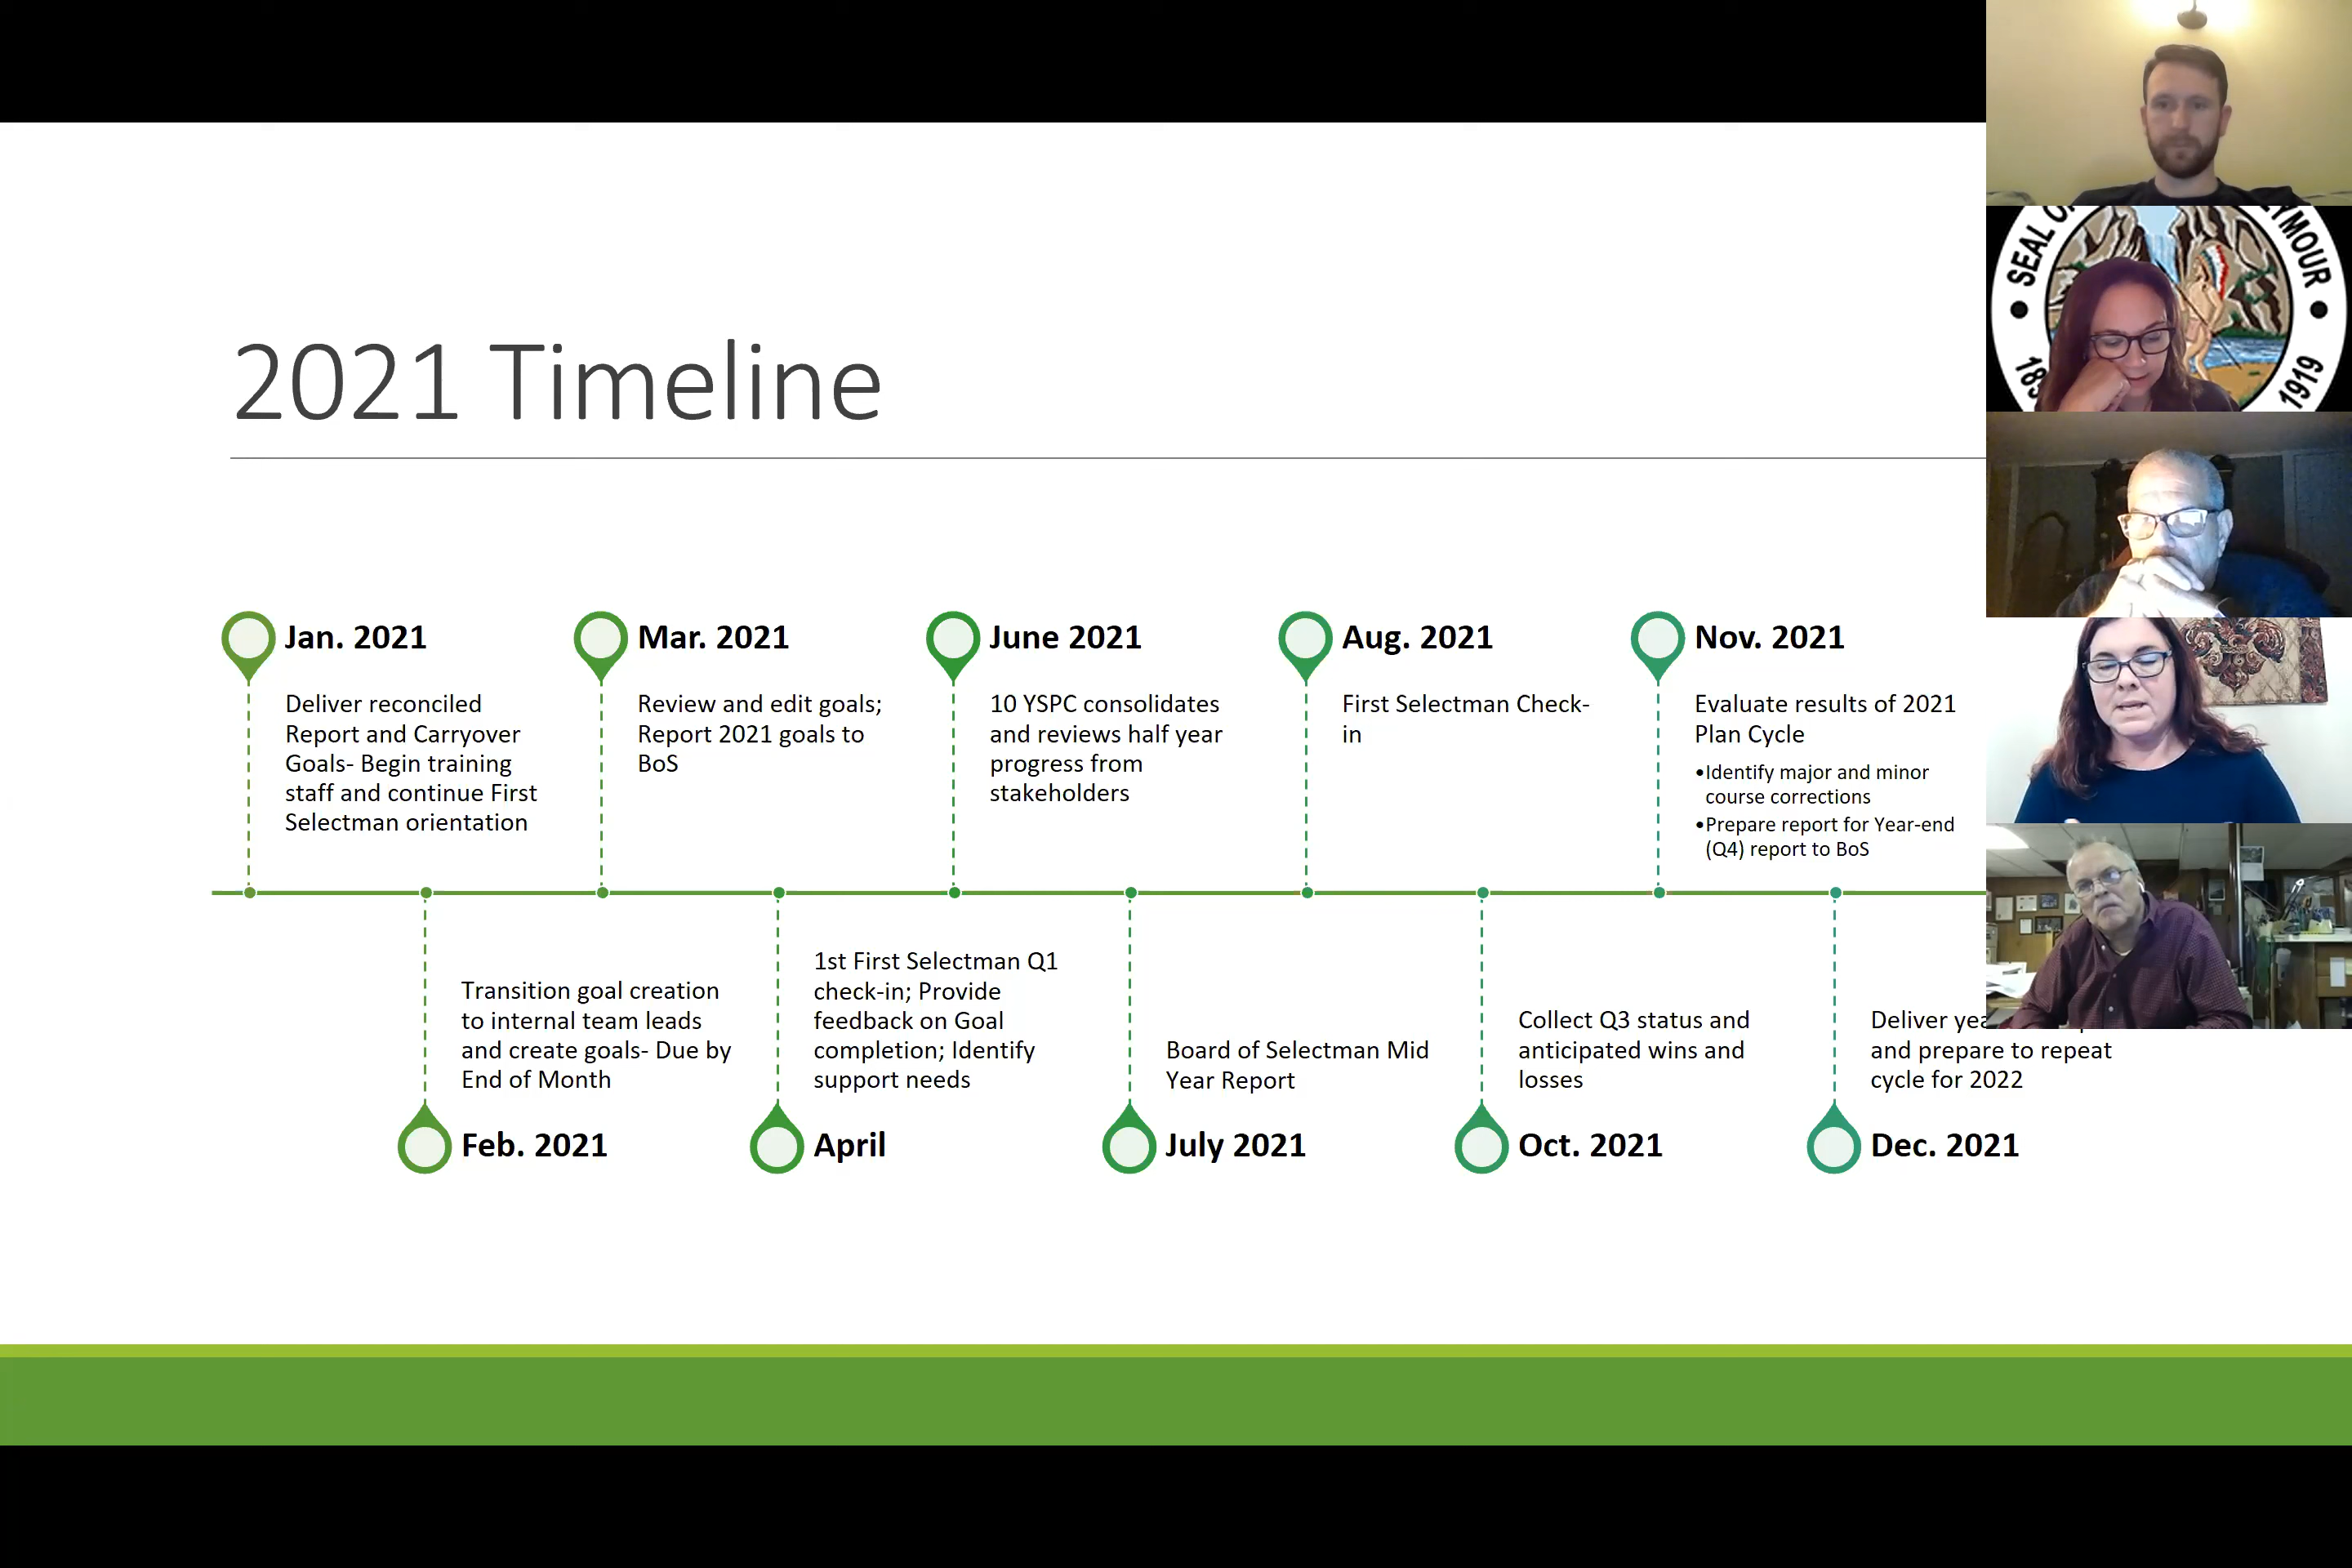 2021 Timeline
Jan. 2021
Deliver reconciled
Report and Carryover
Goals- Begin training
staff and continue First
Selectman orientation
Mar. 2021
Review and edit goals;
Report 2021 goals to
BoS
June 2021
10 YSPC consolidates
and reviews half year
progress from
stakeholders
Aug. 2021
First Selectman Check-
in
Nov. 2021
Evaluate results of 2021
Plan Cycle
•Identify major and minor
course corrections
•Prepare report for Year-end
(Q4) report to BoS
Transition goal creation
to internal team leads
and create goals- Due by
End of Month
Feb. 2021
1st First Selectman Q1
check-in; Provide
feedback on Goal
completion; Identify
support needs
April
Board of Selectman Mid
Year Report
July 2021
Collect Q3 status and
anticipated wins and
losses
Oct. 2021
Deliver
and prepare to repeat
cycle for 2022
Dec. 2021
SEAL
1919